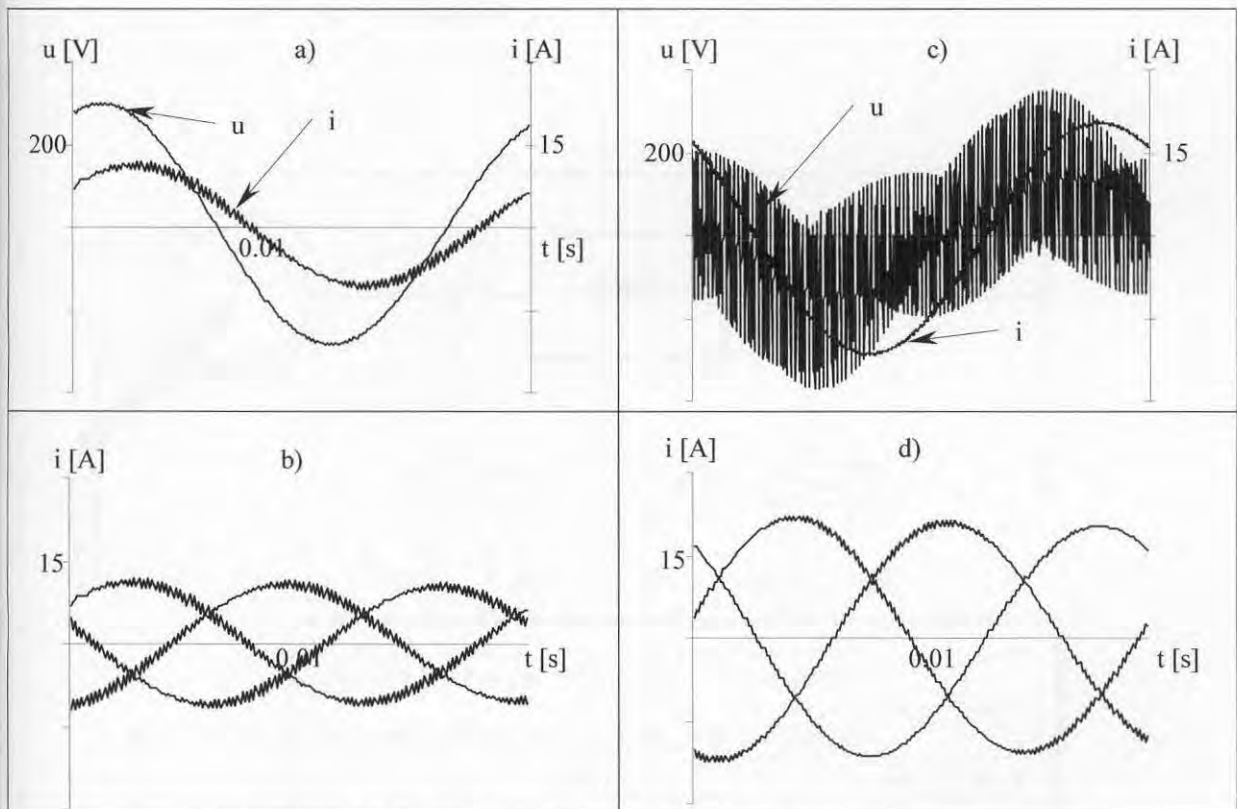 u [V] a) i [A]
u
i
200
15
0.01
t [s]
u [V] c) i [A]
u
200
15
i
i [A] b)
15
0.01
t [s]
i [A] d)
15
0.01
t [s]